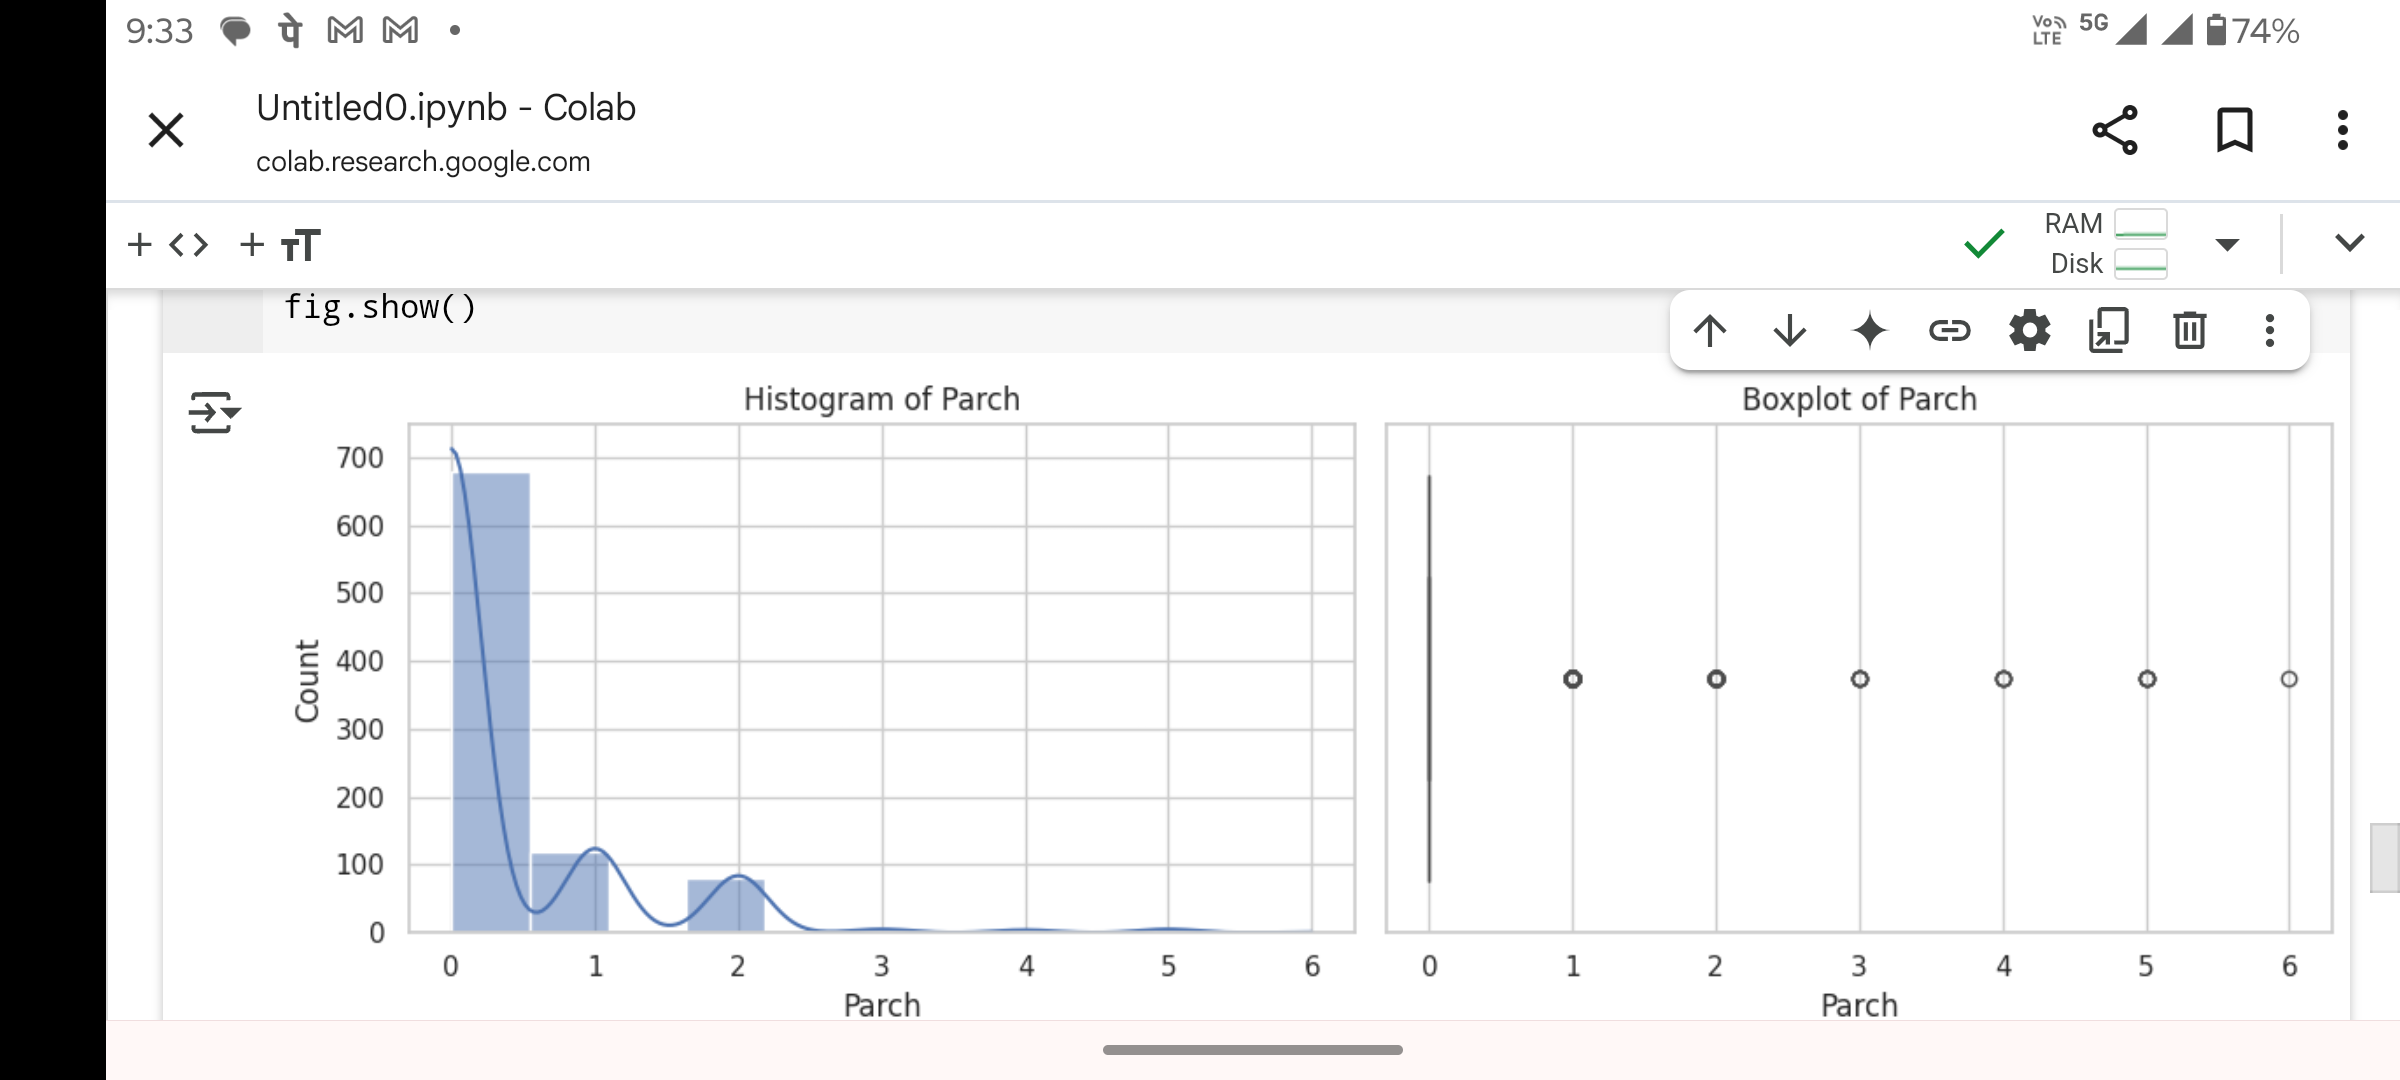 9:33 पे
Vo LTE 5G 74%
Untitled0.ipynb - Colab
colab.research.google.com
+ <> + TT
RAM
Disk
fig.show()
Histogram of Parch
700
600
500
400
300
200
100
0
Count
0 1 2 3 4 5 6
Parch
Boxplot of Parch
0 1 2 3 4 5 6
Parch